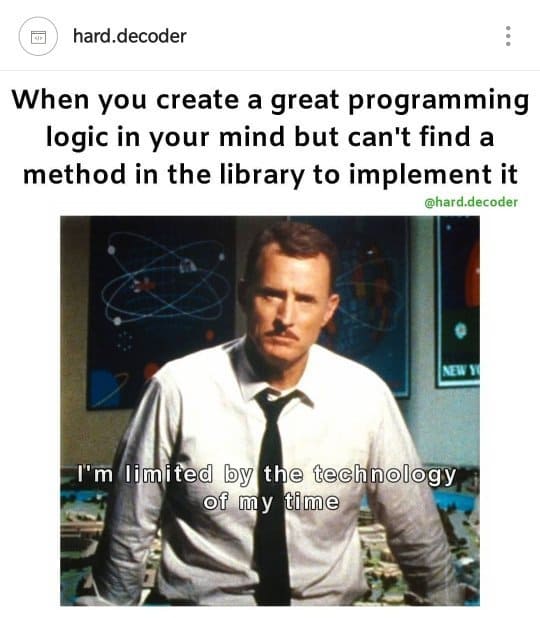 hard.decoder
When you create a great programming
logic in your mind but can't find a
method in the library to implement it
@hard.decoder
NEW Y
I'm limited by the technology
of my time